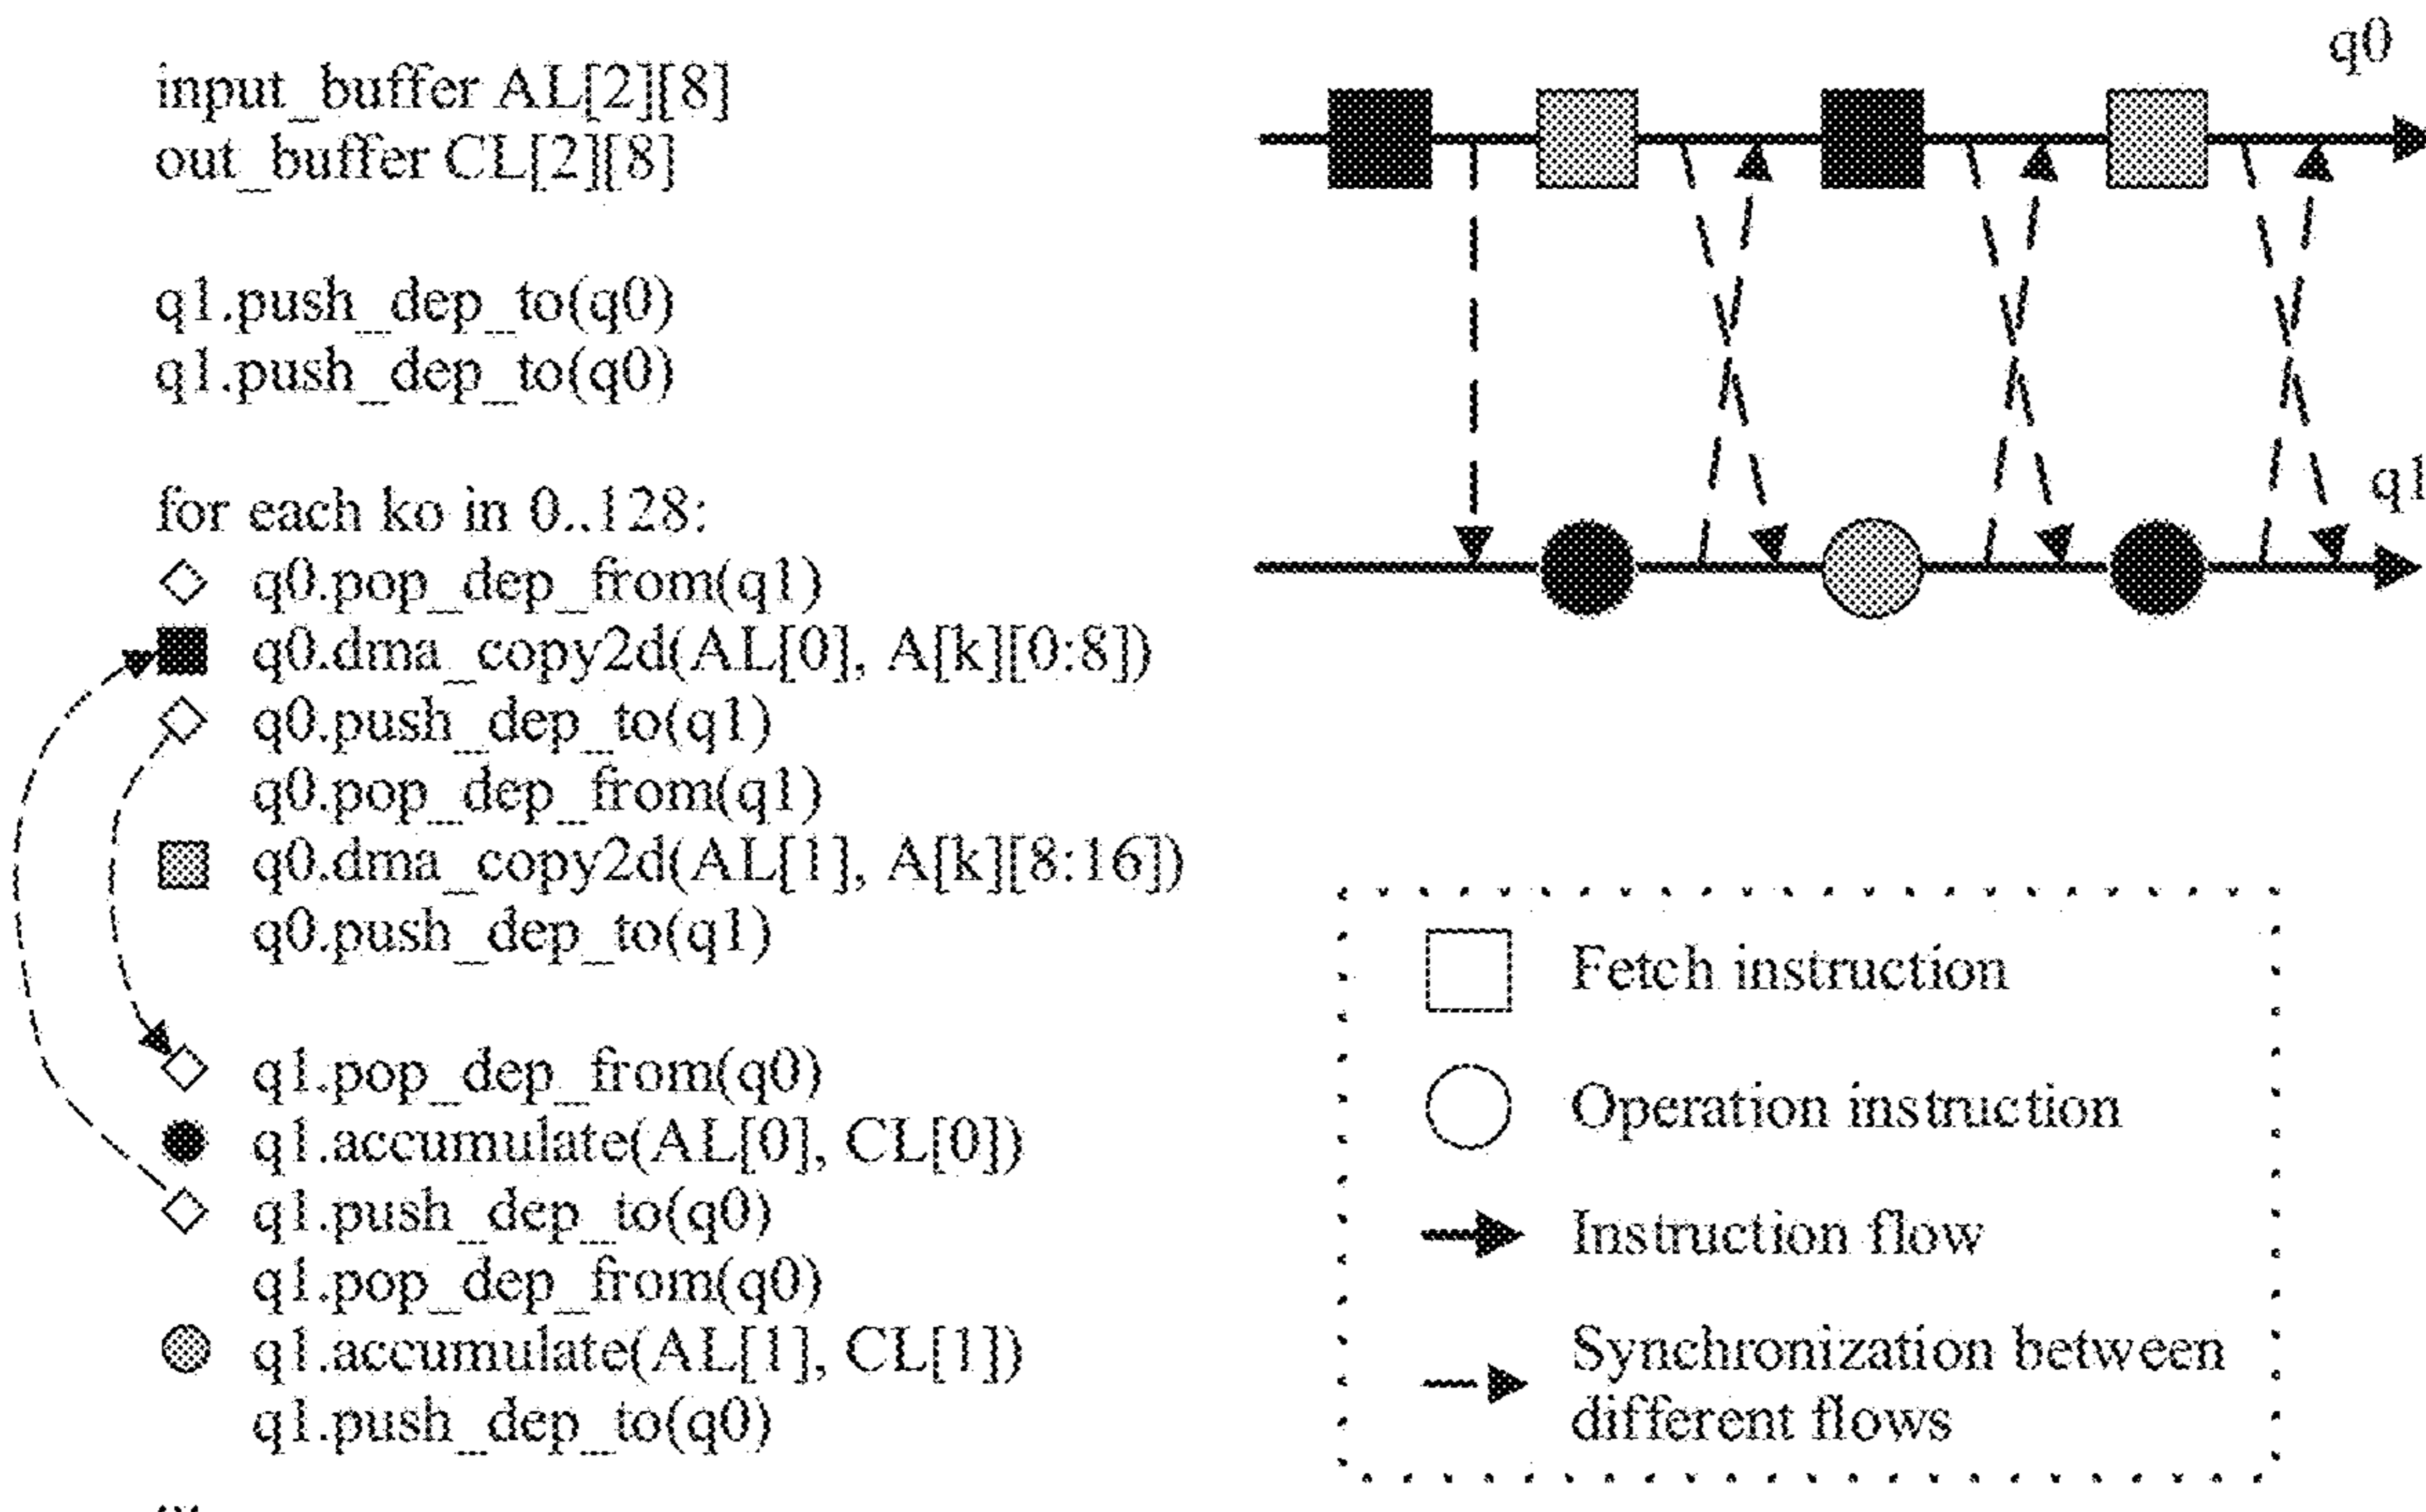 input_buffer AL[2][8]
out_buffer CL[2][8]
q1.push_dep_to(q0)
q1.push_dep_to(q0)
for each ko in 0..128:
q0.pop_dep_from(q1)
q0.dma_copy2d(AL[0], A[k][0:8])
q0.push_dep_to(q1)
q0.pop_dep_from(q1)
q0.dma_copy2d(AL[1], A[k][8:16])
q0.push_dep_to(q1)
q1.pop_dep_from(q0)
q1.accumulate(AL[0], CL[0])
q1.push_dep_to(q0)
q1.pop_dep_from(q0)
q1.accumulate(AL[1], CL[1])
q1.push_dep_to(q0)
q0
q1
Fetch instruction
Operation instruction
Instruction flow
Synchronization between
different flows